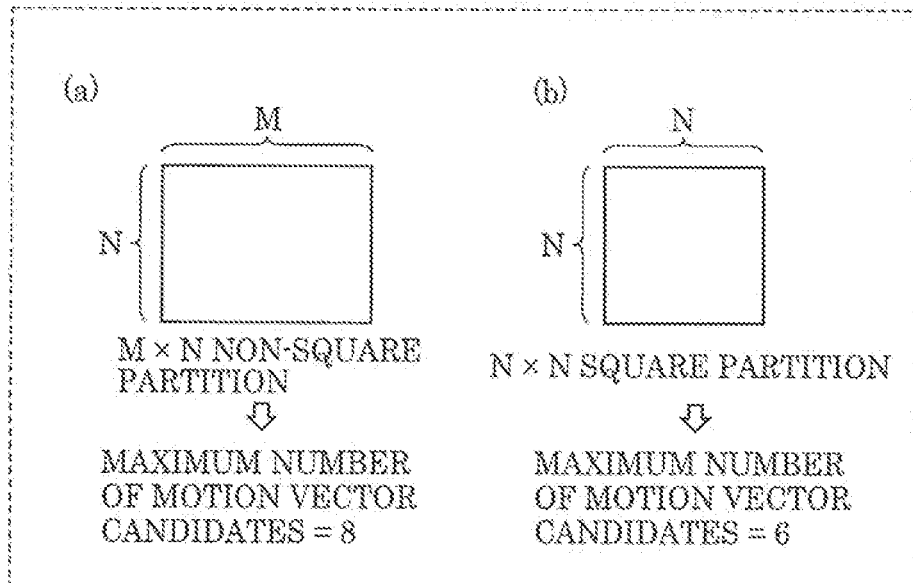 (a)
M
N
M × N NON-SQUARE
PARTITION
MAXIMUM NUMBER
OF MOTION VECTOR
CANDIDATES = 8
(b)
N
N
N × N SQUARE PARTITION
MAXIMUM NUMBER
OF MOTION VECTOR
CANDIDATES = 6